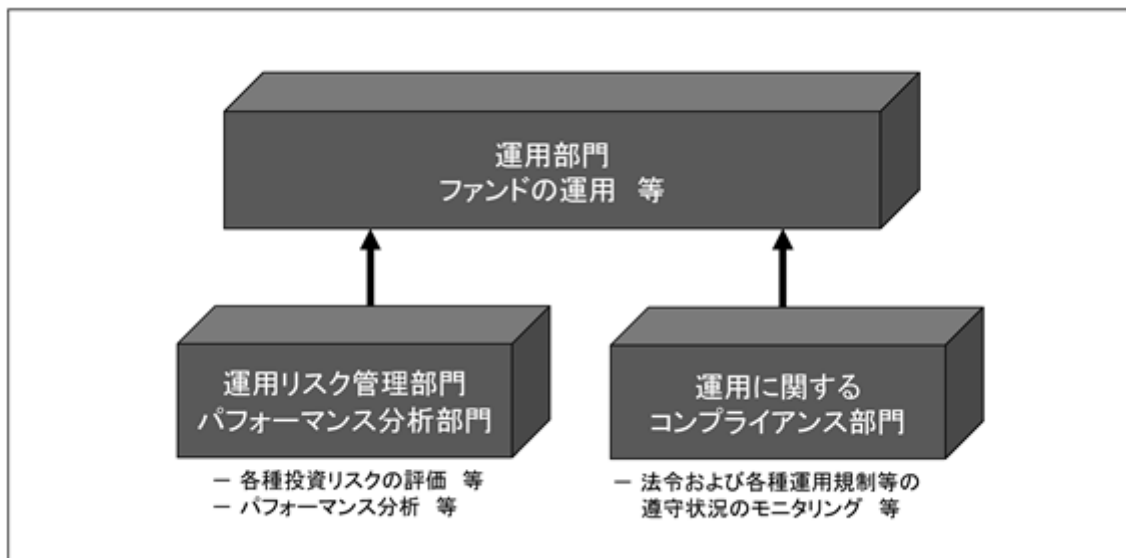 運用部門
ファンドの運用 等
運用リスク管理部門
パフォーマンス分析部門
運用に関する
コンプライアンス部門
－ 各種投資リスクの評価 等
－ パフォーマンス分析 等
－ 法令および各種運用規制等の
遵守状況のモニタリング 等